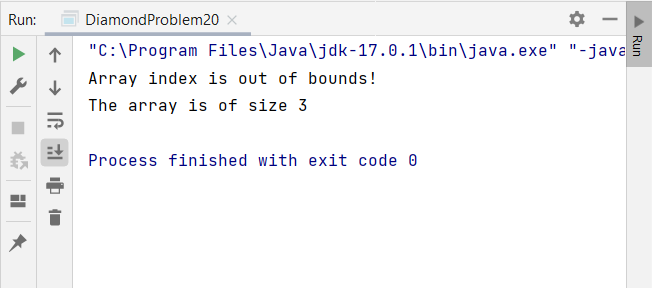 Run: DiamondProblem20
Run
"C:\Program Files\Java\jdk-17.0.1\bin\java.exe" "-java
Array index is out of bounds!
The array is of size 3
Process finished with exit code 0